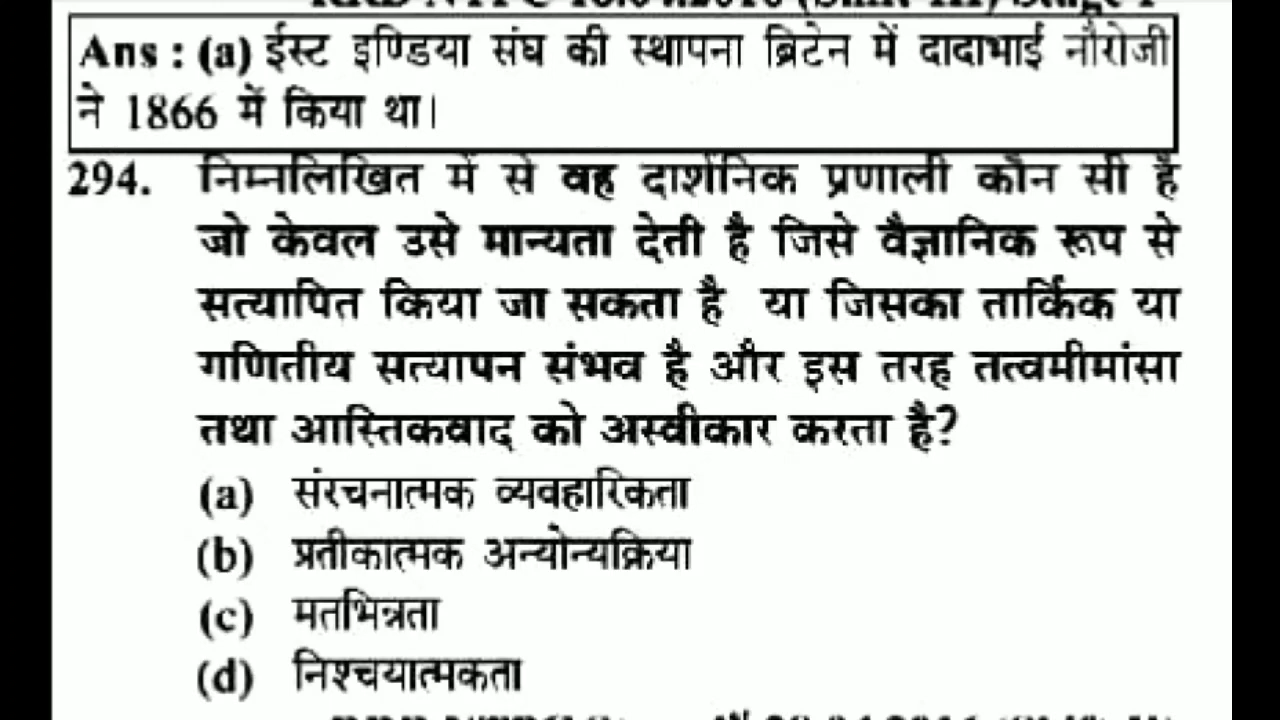 Ans : (a) ईस्ट इण्डिया संघ की स्थापना ब्रिटेन में दादाभाई नौरोजी
ने 1866 में किया था।
294. निम्नलिखित में से वह दार्शनिक प्रणाली कौन सी है
जो केवल उसे मान्यता देती है जिसे वैज्ञानिक रूप से
सत्यापित किया जा सकता है या जिसका तार्किक या
गणितीय सत्यापन संभव है और इस तरह तत्वमीमांसा
तथा आस्तिकवाद को अस्वीकार करता है?
(a) संरचनात्मक व्यवहारिकता
(b) प्रतीकात्मक अन्योन्यक्रिया
(c) मतभिन्नता
(d) निश्चयात्मकता